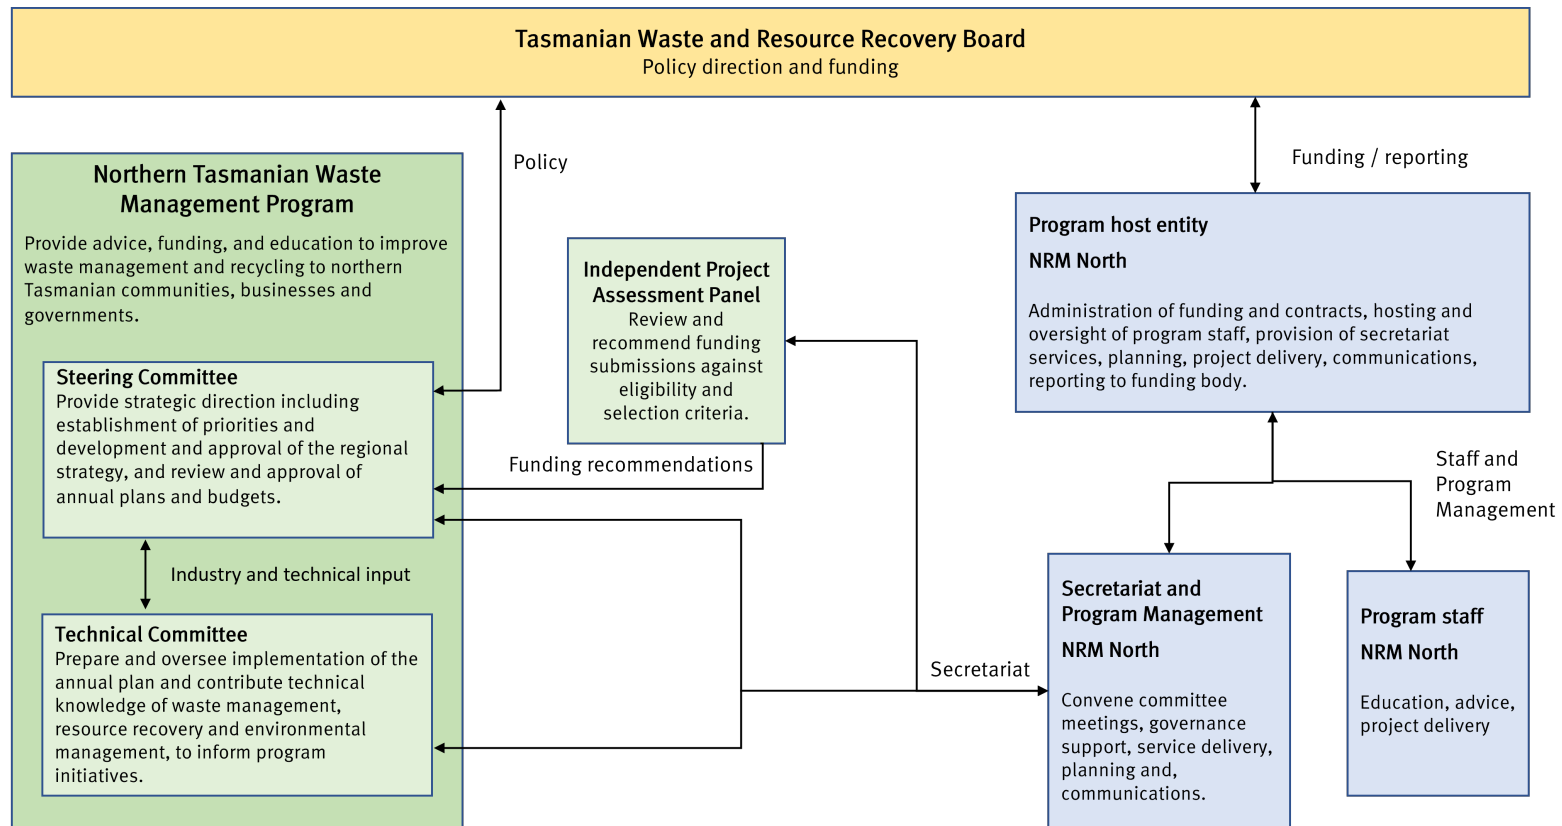 Tasmanian Waste and Resource Recovery Board
Policy direction and funding
Policy
Funding / reporting
Northern Tasmanian Waste
Management Program
Provide advice, funding, and education to improve
waste management and recycling to northern
Tasmanian communities, businesses and
governments.
Steering Committee
Provide strategic direction including
establishment of priorities and
development and approval of the regional
strategy, and review and approval of
annual plans and budgets.
Industry and technical input
Technical Committee
Prepare and oversee implementation of the
annual plan and contribute technical
knowledge of waste management,
resource recovery and environmental
management, to inform program
initiatives.
Independent Project
Assessment Panel
Review and
recommend funding
submissions against
eligibility and
selection criteria.
Funding recommendations
Secretariat
Program host entity
NRM North
Administration of funding and contracts, hosting and
oversight of program staff, provision of secretariat
services, planning, project delivery, communications,
reporting to funding body.
Staff and
Program
Management
Secretariat and
Program Management
NRM North
Convene committee
meetings, governance
support, service delivery,
planning and,
communications.
Program staff
NRM North
Education, advice,
project delivery